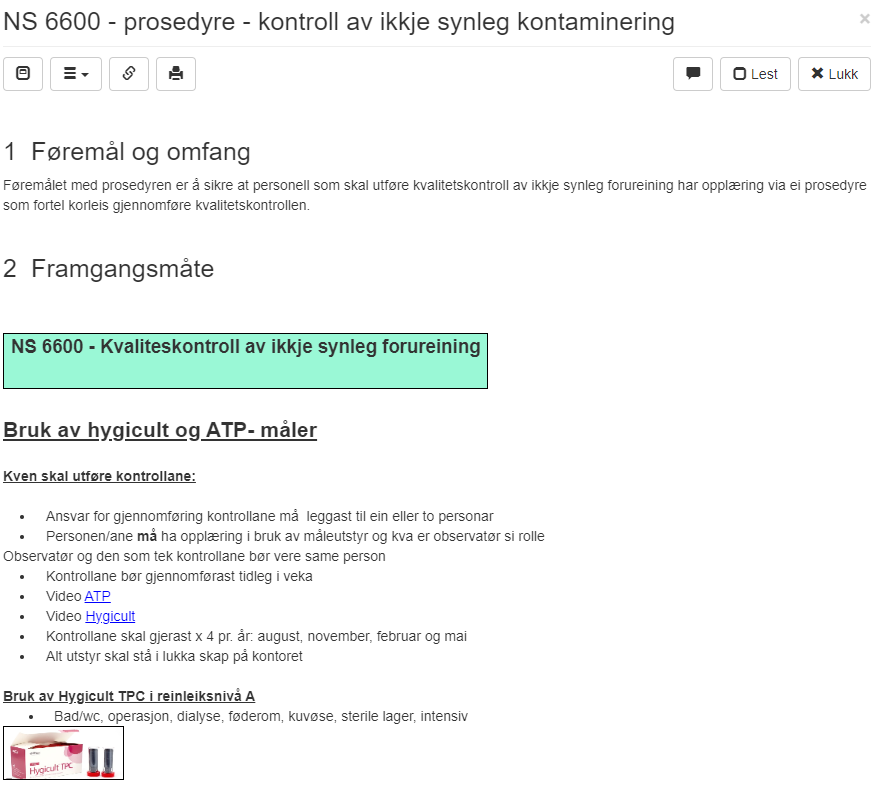 NS 6600 - prosedyre - kontroll av ikkje synleg kontaminering
×
Lest
Lukk
1 Føremål og omfang
Føremålet med prosedyren er å sikre at personell som skal utføre kvalitetskontroll av ikkje synleg forureining har opplæring via ei prosedyre
som fortel korleis gjennomføre kvalitetskontrollen.
2 Framgangsmåte
NS 6600 - Kvaliteskontroll av ikkje synleg forureining
Bruk av hygicult og ATP- måler
Kven skal utføre kontrollane:
• Ansvar for gjennomføring kontrollane må leggast til ein eller to personar
• Personen/ane må ha opplæring i bruk av måleutstyr og kva er observatør si rolle
Observatør og den som tek kontrollane bør vere same person
• Kontrollane bør gjennomførast tidleg i veka
• Video ATP
• Video Hygicult
• Kontrollane skal gjerast x 4 pr. år: august, november, februar og mai
• Alt utstyr skal stå i lukka skap på kontoret
Bruk av Hygicult TPC i reinleiksnivå A
• Bad/wc, operasjon, dialyse, føderom, kuvøse, sterile lager, intensiv
Hygicult TPC